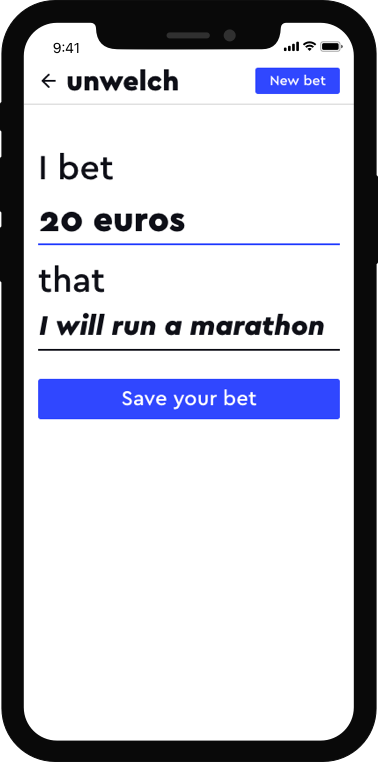 9:41
unwelch
New bet
I bet
20 euros
that
I will run a marathon
Save your bet